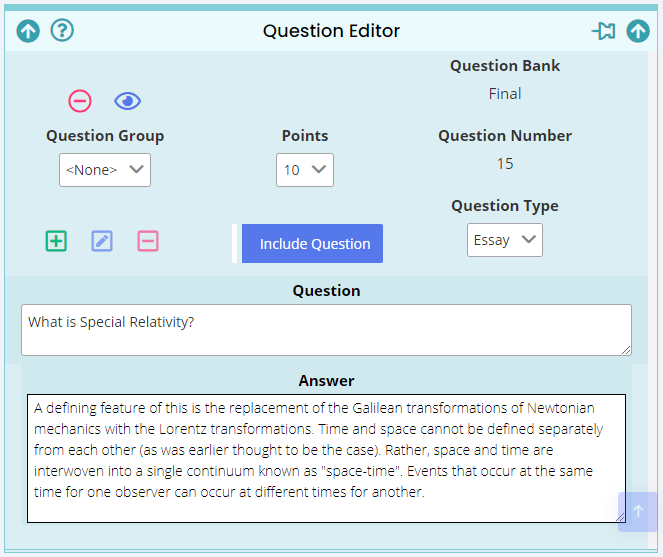 Question Editor
Question Bank
Final
Question Group
Points
Question Number
<None>
10
15
Question Type
Include Question
Essay
Question
What is Special Relativity?
Answer
A defining feature of this is the replacement of the Galilean transformations of Newtonian
mechanics with the Lorentz transformations. Time and space cannot be defined separately
from each other (as was earlier thought to be the case). Rather, space and time are
interwoven into a single continuum known as "space-time". Events that occur at the same
time for one observer can occur at different times for another.